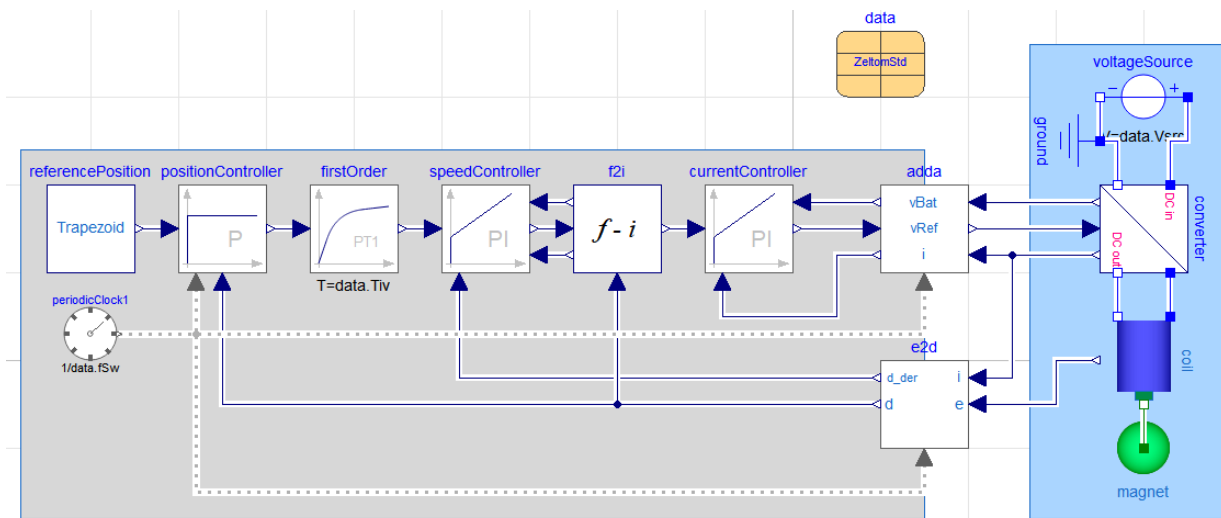 data
ZeltomStd
voltageSource
− +
V=data.Vsrc
ground
referencePosition
positionController
firstOrder
speedController
f2i
currentController
adda
Trapezoid
P
PT1
PI
f - i
PI
vBat
vRef
i
DC in
DC out
converter
T=data.Tiv
periodicClock1
1/data.fSw
e2d
d_der
i
d
e
coil
magnet